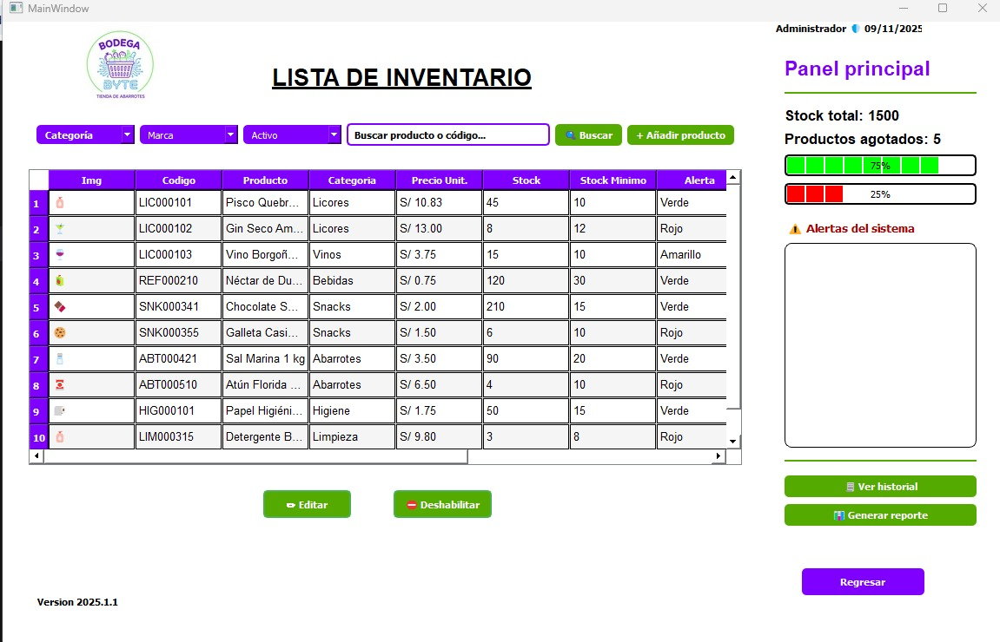 MainWindow
Administrador 09/11/2025
BODEGA
BYTE
TIENDA DE ABARROTES
LISTA DE INVENTARIO
Panel principal
Stock total: 1500
Productos agotados: 5
75%
25%
Categoría Marca Activo Buscar producto o código... Buscar + Añadir producto
Img Codigo Producto Categoria Precio Unit. Stock Stock Minimo Alerta
1 LIC000101 Pisco Quebr... Licores S/ 10.83 45 10 Verde
2 LIC000102 Gin Seco Am... Licores S/ 13.00 8 12 Rojo
3 LIC000103 Vino Borgoñ... Vinos S/ 3.75 15 10 Amarillo
4 REF000210 Néctar de Du... Bebidas S/ 0.75 120 30 Verde
5 SNK000341 Chocolate S... Snacks S/ 2.00 210 15 Verde
6 SNK000355 Galleta Casi... Snacks S/ 1.50 6 10 Rojo
7 ABT000421 Sal Marina 1 kg Abarrotes S/ 3.50 90 20 Verde
8 ABT000510 Atún Florida ... Abarrotes S/ 6.50 4 10 Rojo
9 HIG000101 Papel Higiéni... Higiene S/ 1.75 50 15 Verde
10 LIM000315 Detergente B... Limpieza S/ 9.80 3 8 Rojo
Alertas del sistema
Editar Deshabilitar
Ver historial
Generar reporte
Regresar
Version 2025.1.1